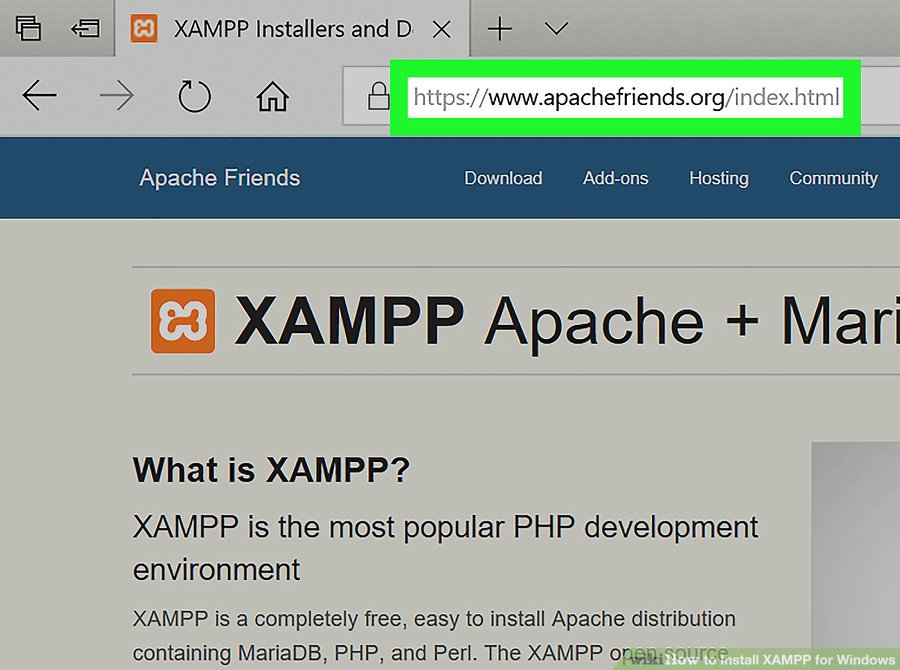 XAMPP Installers and D
https://www.apachefriends.org/index.html
Apache Friends Download Add-ons Hosting Community
XAMPP Apache + Mari
What is XAMPP?
XAMPP is the most popular PHP development
environment
XAMPP is a completely free, easy to install Apache distribution
containing MariaDB, PHP, and Perl. The XAMPP open source
wikiHow to Install XAMPP for Windows